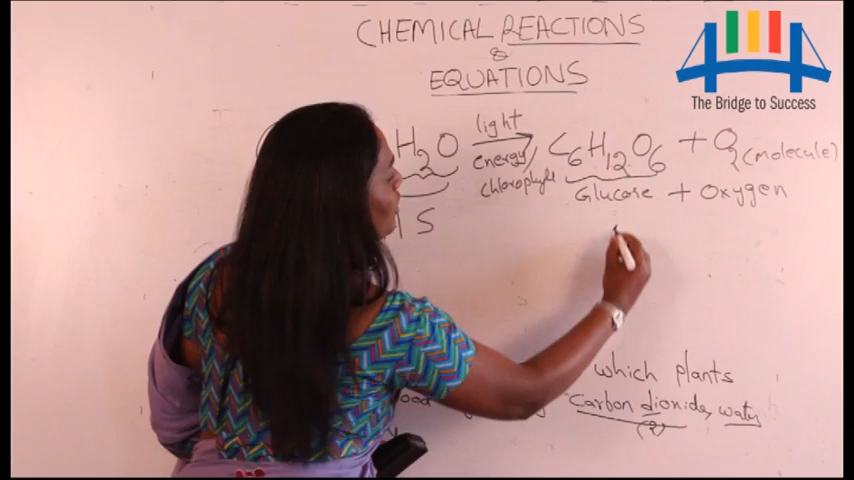 CHEMICAL REACTIONS
&
EQUATIONS
The Bridge to Success
H2O light energy/ chlorophyll C6H12O6 + O2 (molecule)
Glucose + Oxygen
which plants
Carbon dioxide, water
(2)